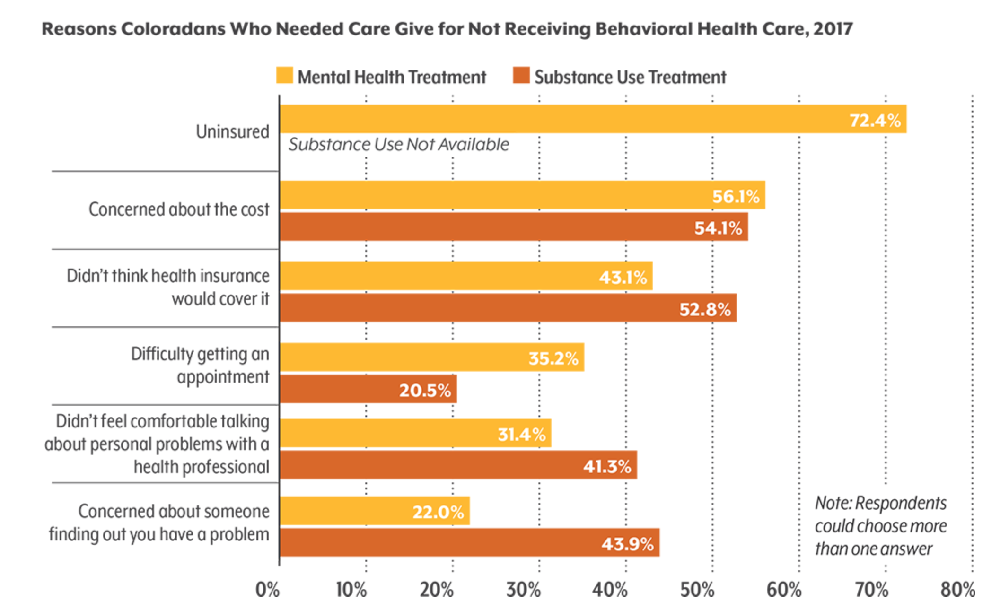 Reasons Coloradans Who Needed Care Give for Not Receiving Behavioral Health Care, 2017
Mental Health Treatment
Substance Use Treatment
Uninsured
72.4%
Substance Use Not Available
Concerned about the cost
56.1%
54.1%
Didn't think health insurance
would cover it
43.1%
52.8%
Difficulty getting an
appointment
35.2%
20.5%
Didn't feel comfortable talking
about personal problems with a
health professional
31.4%
41.3%
Concerned about someone
finding out you have a problem
22.0%
43.9%
Note: Respondents
could choose more
than one answer
0% 10% 20% 30% 40% 50% 60% 70% 80%